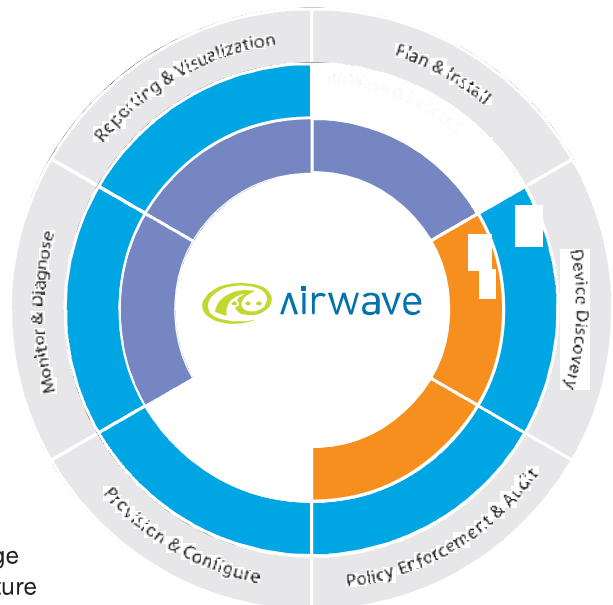 Reporting & Visualization
Plan & Install
Monitor & Diagnose
Device Discovery
airwave
Provision & Configure
Policy Enforcement & Audit
ge
ture